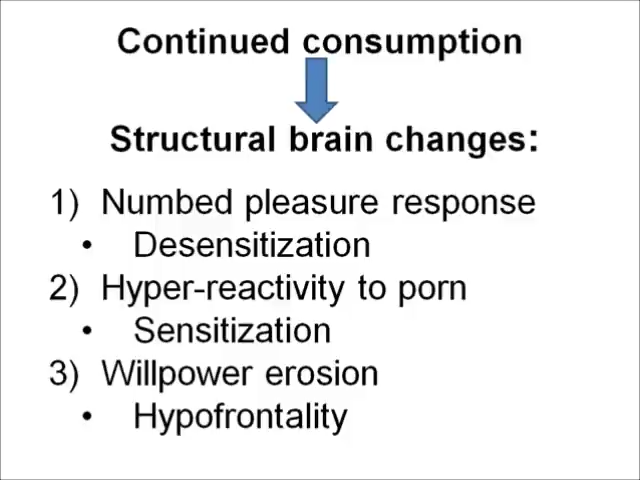 Continued consumption
Structural brain changes:
1) Numbed pleasure response
• Desensitization
2) Hyper-reactivity to porn
• Sensitization
3) Willpower erosion
• Hypofrontality